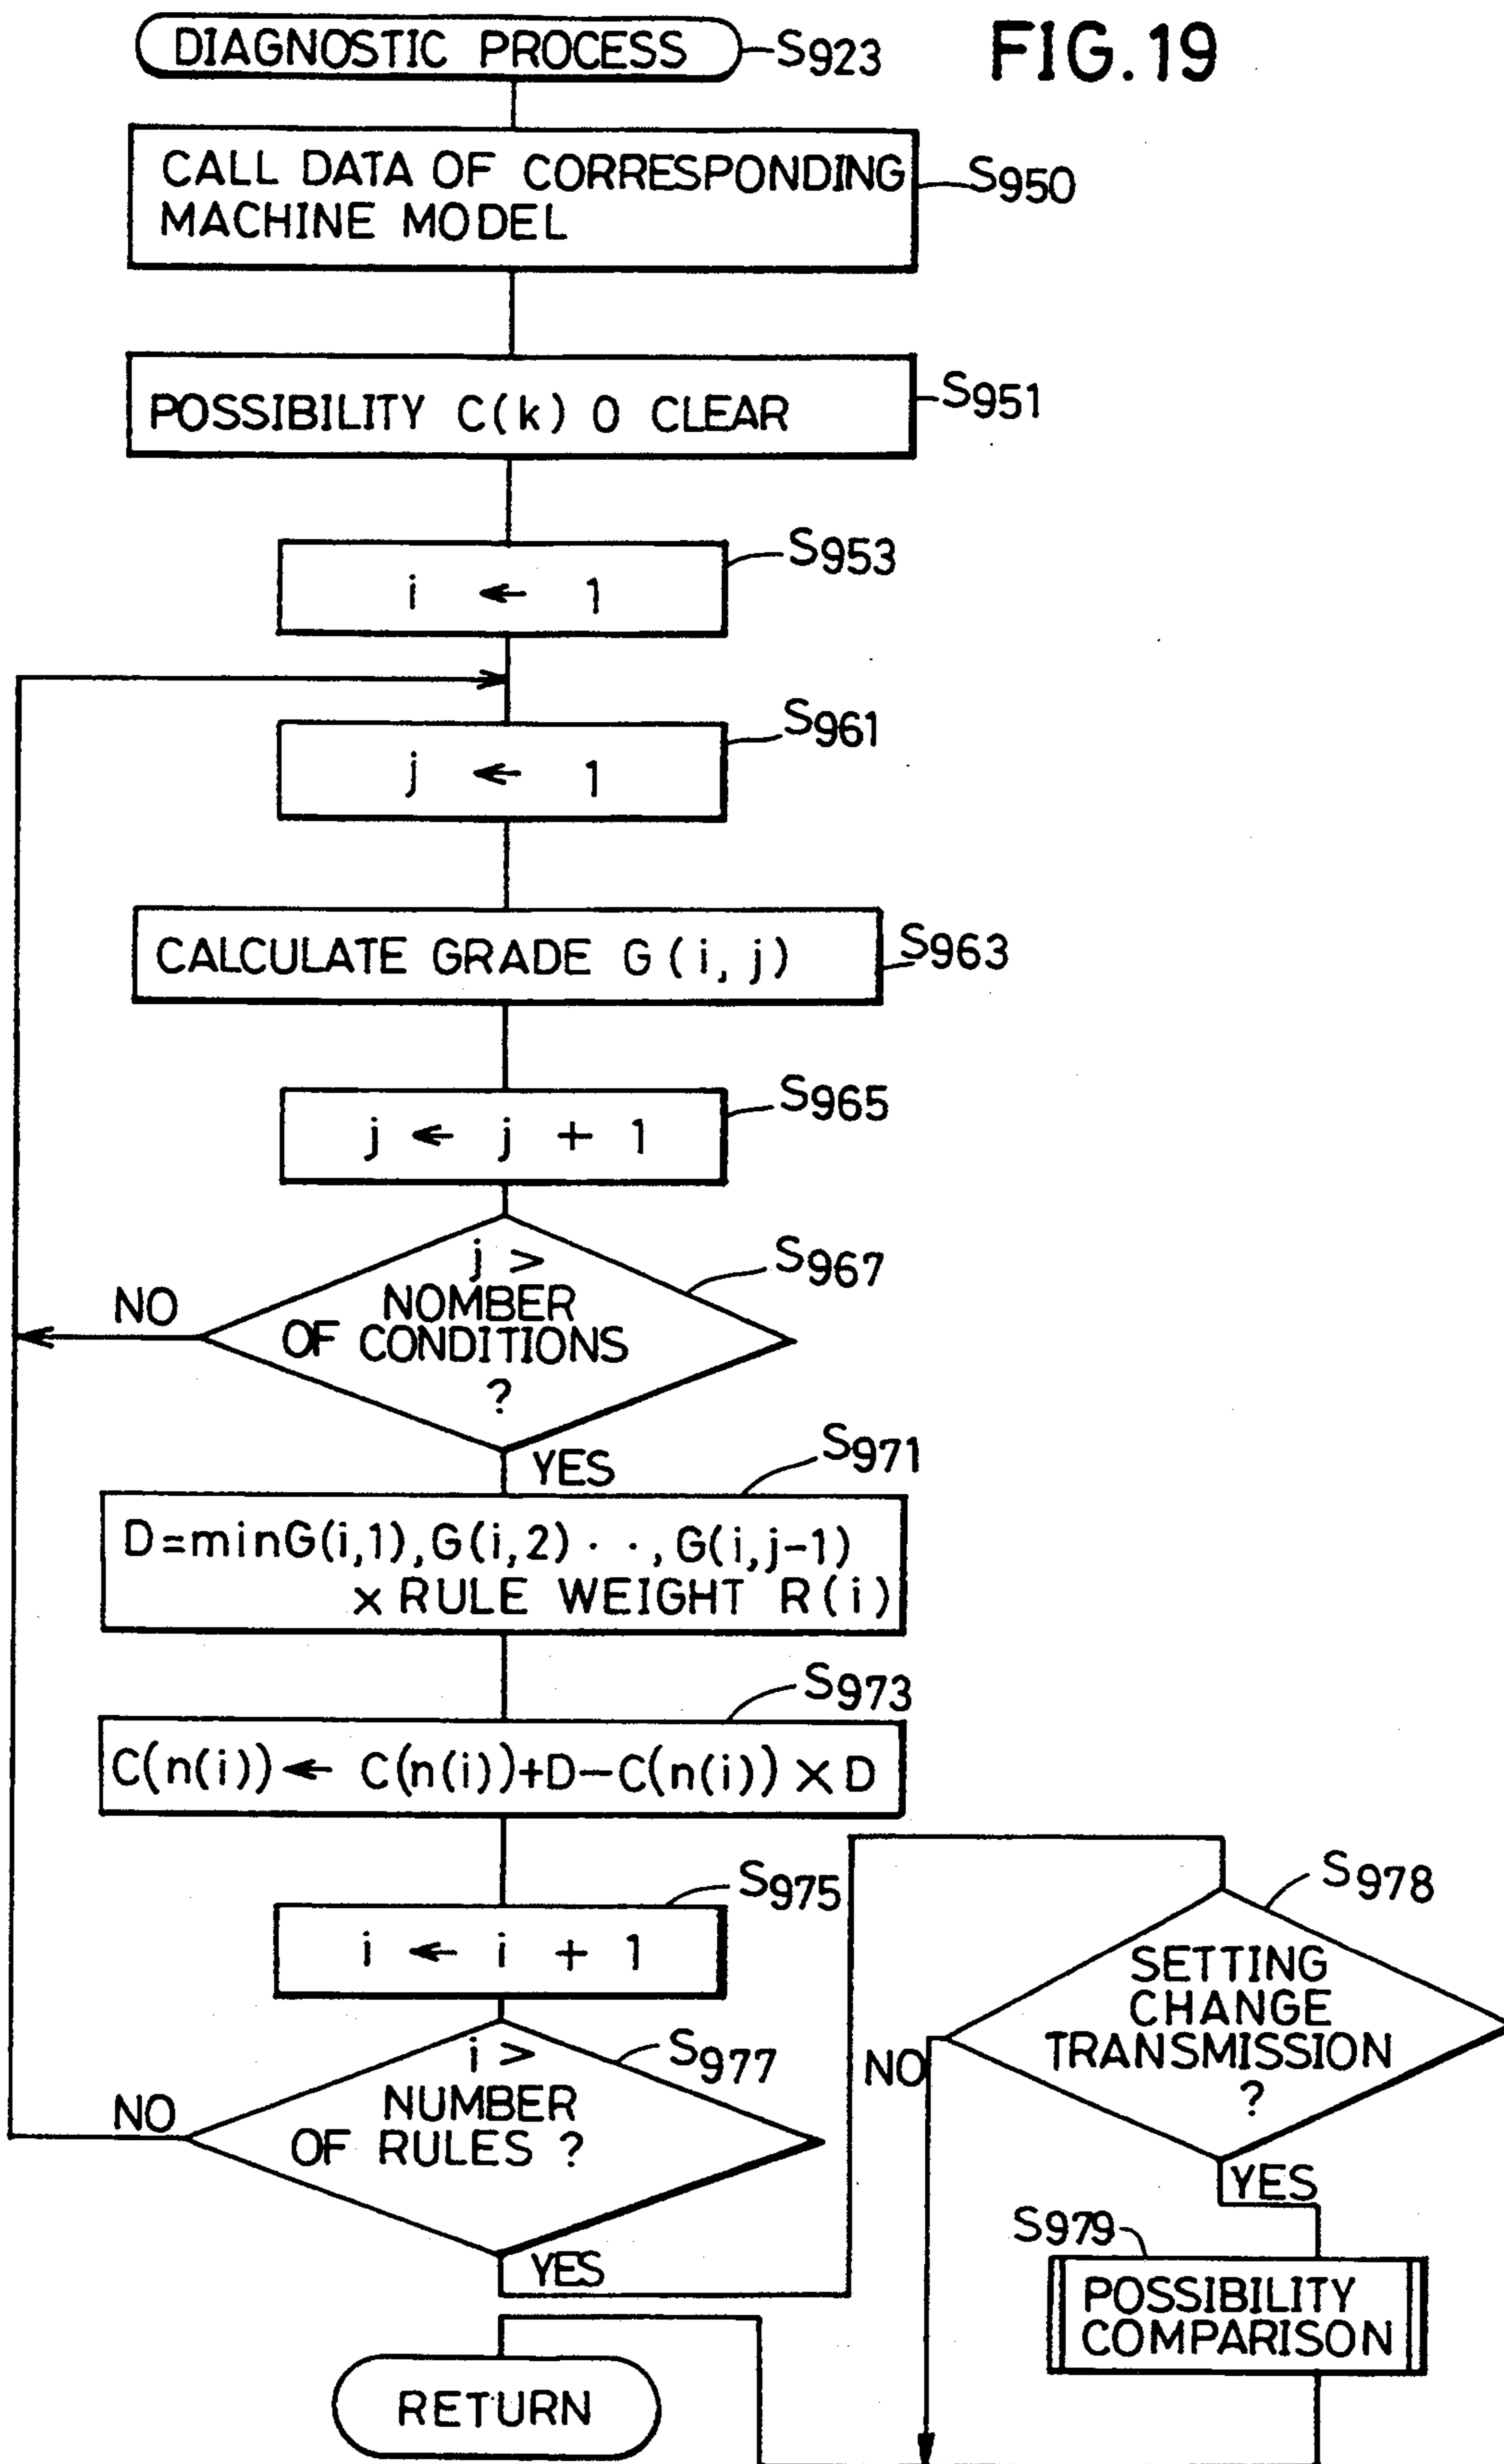 DIAGNOSTIC PROCESS
S923
FIG.19
CALL DATA OF CORRESPONDING
MACHINE MODEL
S950
POSSIBILITY C(k) 0 CLEAR
S951
i ← 1
S953
j ← 1
S961
CALCULATE GRADE G(i, j)
S963
j ← j + 1
S965
j >
NOMBER
OF CONDITIONS
?
S967
NO
YES
S971
D=minG(i,1), G(i,2) · ·, G(i,j-1)
× RULE WEIGHT R(i)
S973
C(n(i)) ← C(n(i))+D-C(n(i)) × D
S975
i ← i + 1
i >
NUMBER
OF RULES ?
S977
NO
YES
S978
SETTING
CHANGE
TRANSMISSION
?
NO
YES
S979
POSSIBILITY
COMPARISON
RETURN